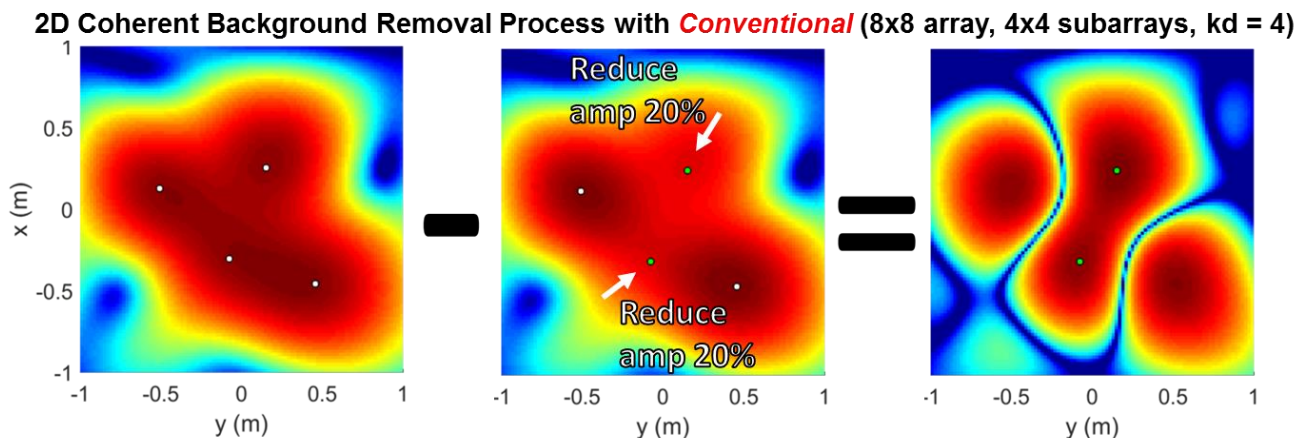 2D Coherent Background Removal Process with Conventional (8x8 array, 4x4 subarrays, kd = 4)
1
0.5
0
-0.5
-1
x (m)
-1 -0.5 0 0.5 1
y (m)
Reduce
amp 20%
Reduce
amp 20%
-1 -0.5 0 0.5 1
y (m)
-1 -0.5 0 0.5 1
y (m)